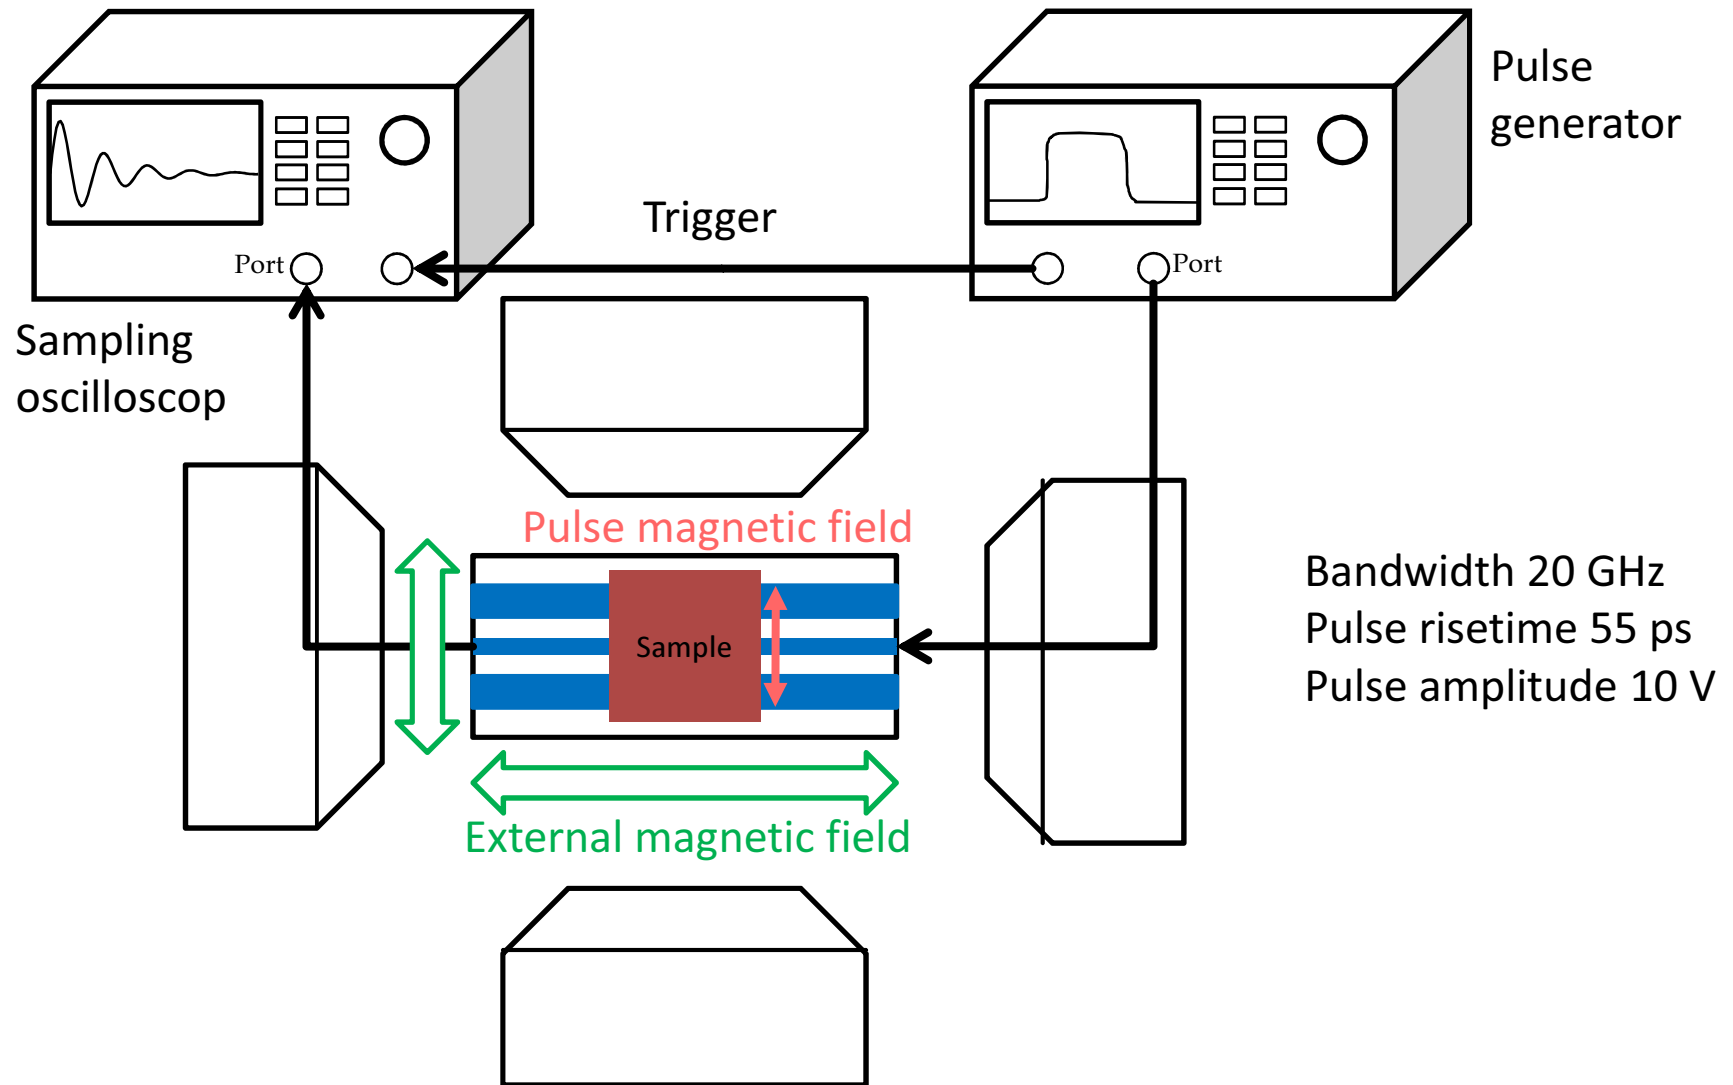 Pulse
generator
Trigger
Port
Port
Sampling
oscilloscop
Pulse magnetic field
Sample
Bandwidth 20 GHz
Pulse risetime 55 ps
Pulse amplitude 10 V
External magnetic field